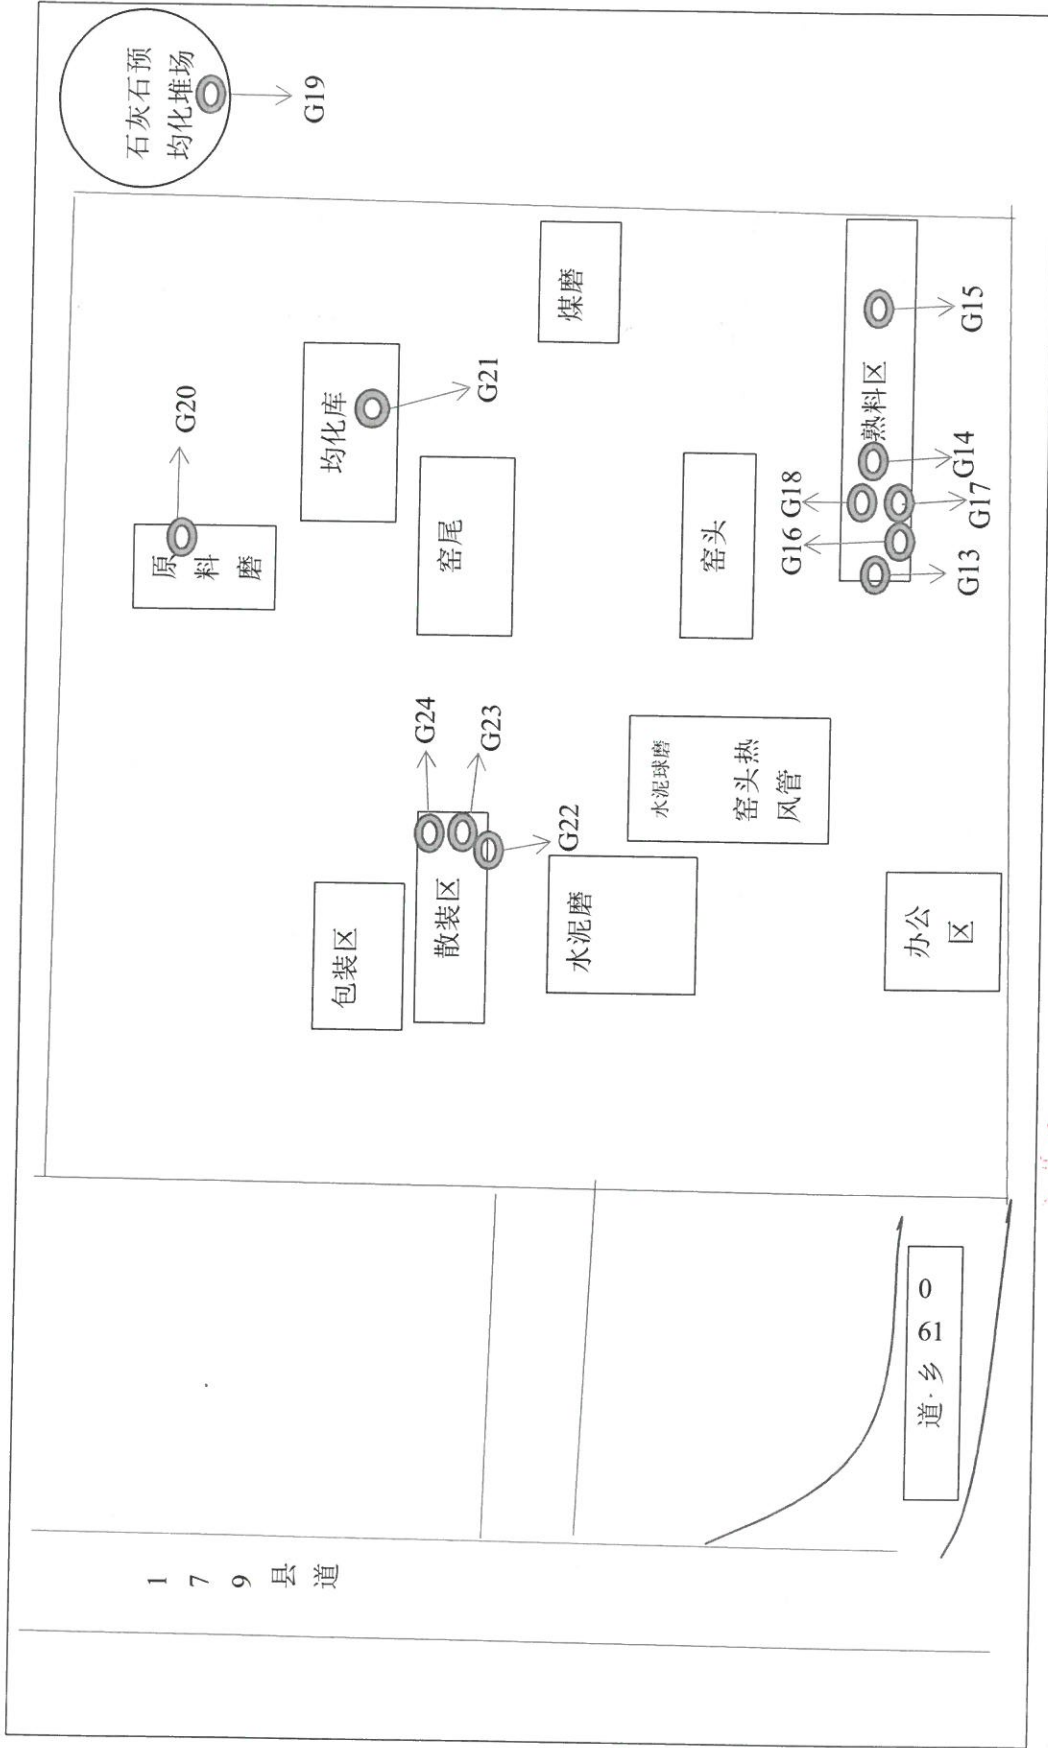 石灰石预
均化堆场
G19
原
料
磨
G20
均化库
G21
煤磨
窑尾
窑头
熟料区
G15
G14
G17
G18
G16
G13
G24
G23
G22
包装区
散装区
水泥磨
水泥球磨
窑头热
风管
办公
区
道·乡 61 0
1
7
9
县
道